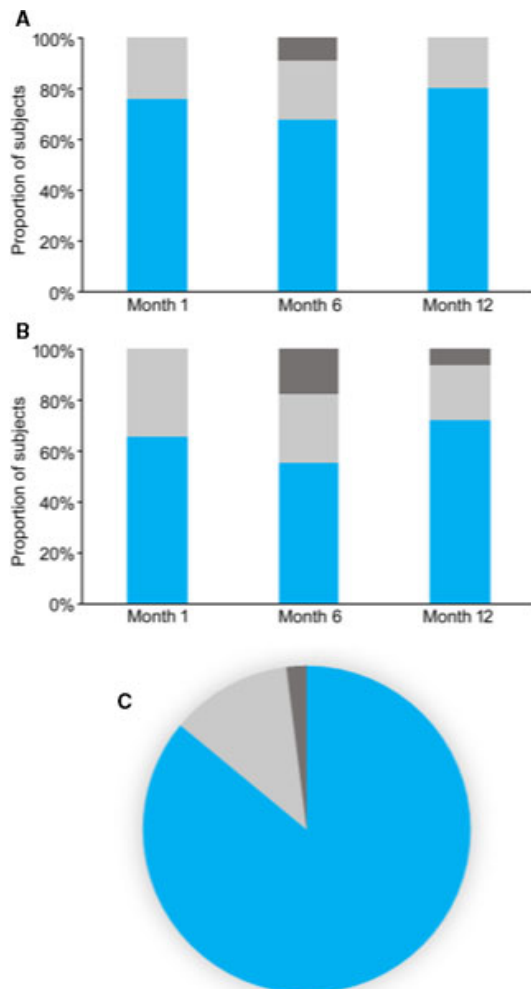 A
Proportion of subjects
100%
80%
60%
40%
20%
0%
Month 1 Month 6 Month 12
B
Proportion of subjects
100%
80%
60%
40%
20%
0%
Month 1 Month 6 Month 12
C